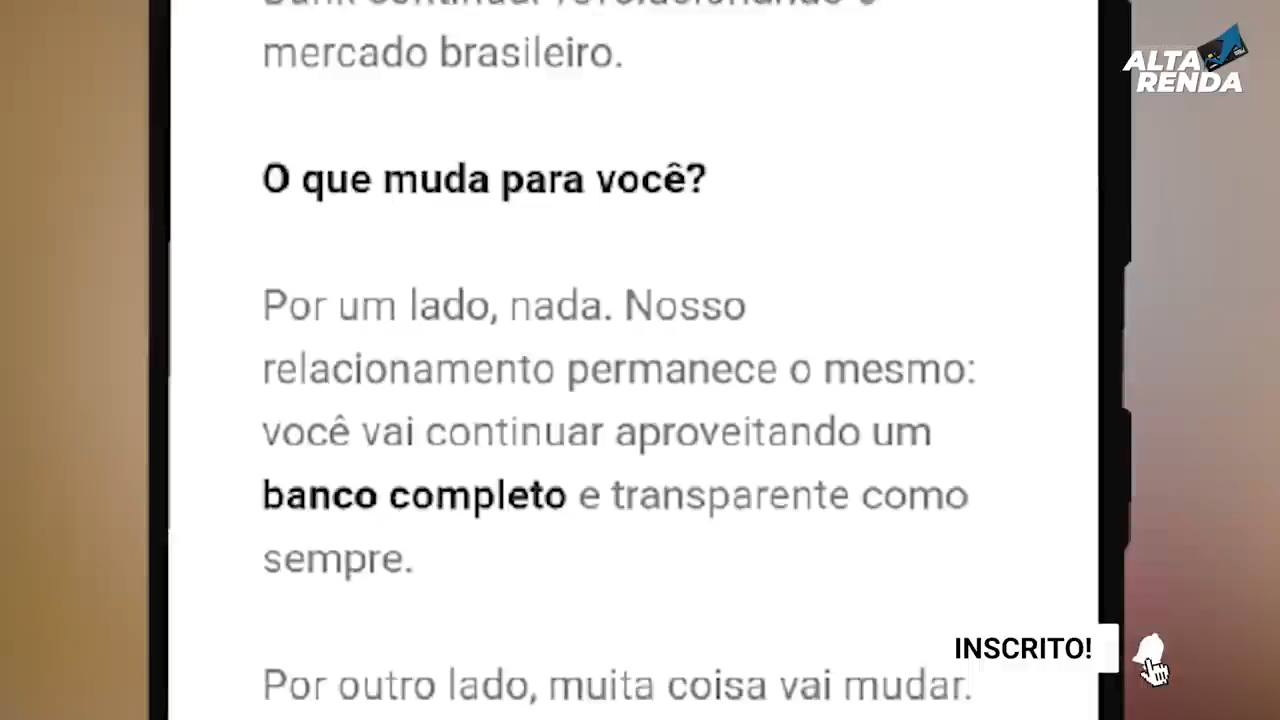 mercado brasileiro.
ALTA
RENDA
O que muda para você?
Por um lado, nada. Nosso
relacionamento permanece o mesmo:
você vai continuar aproveitando um
banco completo e transparente como
sempre.
INSCRITO!
Por outro lado, muita coisa vai mudar.